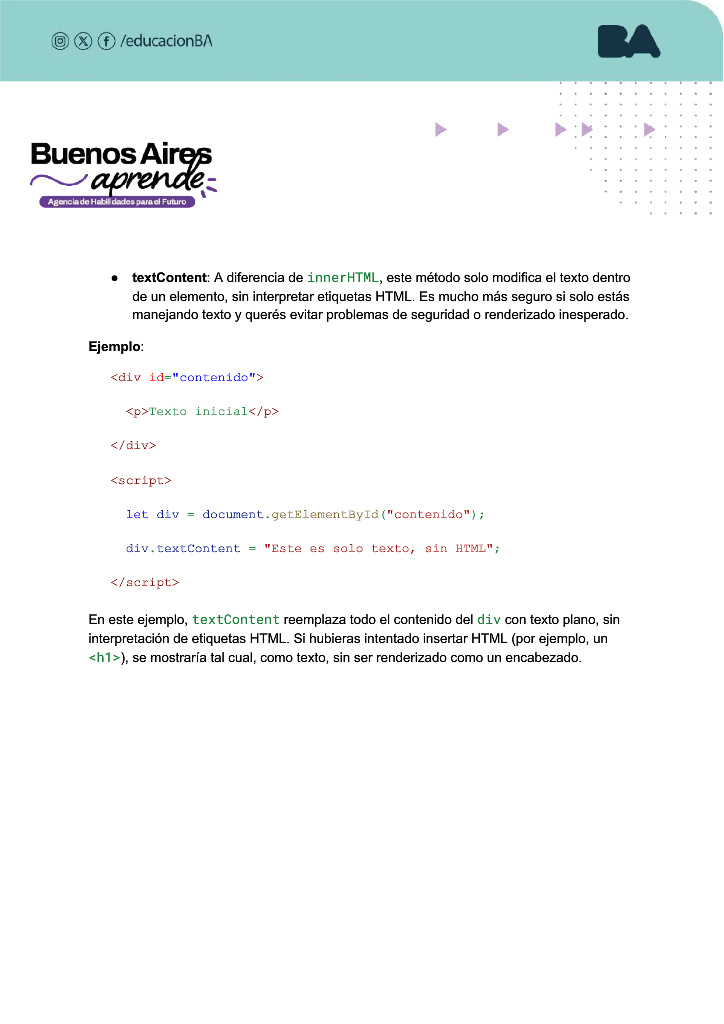 /educacionBA
BA
Buenos Aires
aprende
Agencia de Habilidades para el Futuro
● textContent: A diferencia de innerHTML, este método solo modifica el texto dentro
de un elemento, sin interpretar etiquetas HTML. Es mucho más seguro si solo estás
manejando texto y querés evitar problemas de seguridad o renderizado inesperado.
Ejemplo:
<div id="contenido">
<p>Texto inicial</p>
</div>
<script>
let div = document.getElementById("contenido");
div.textContent = "Este es solo texto, sin HTML";
</script>
En este ejemplo, textContent reemplaza todo el contenido del div con texto plano, sin
interpretación de etiquetas HTML. Si hubieras intentado insertar HTML (por ejemplo, un
<h1>), se mostraría tal cual, como texto, sin ser renderizado como un encabezado.